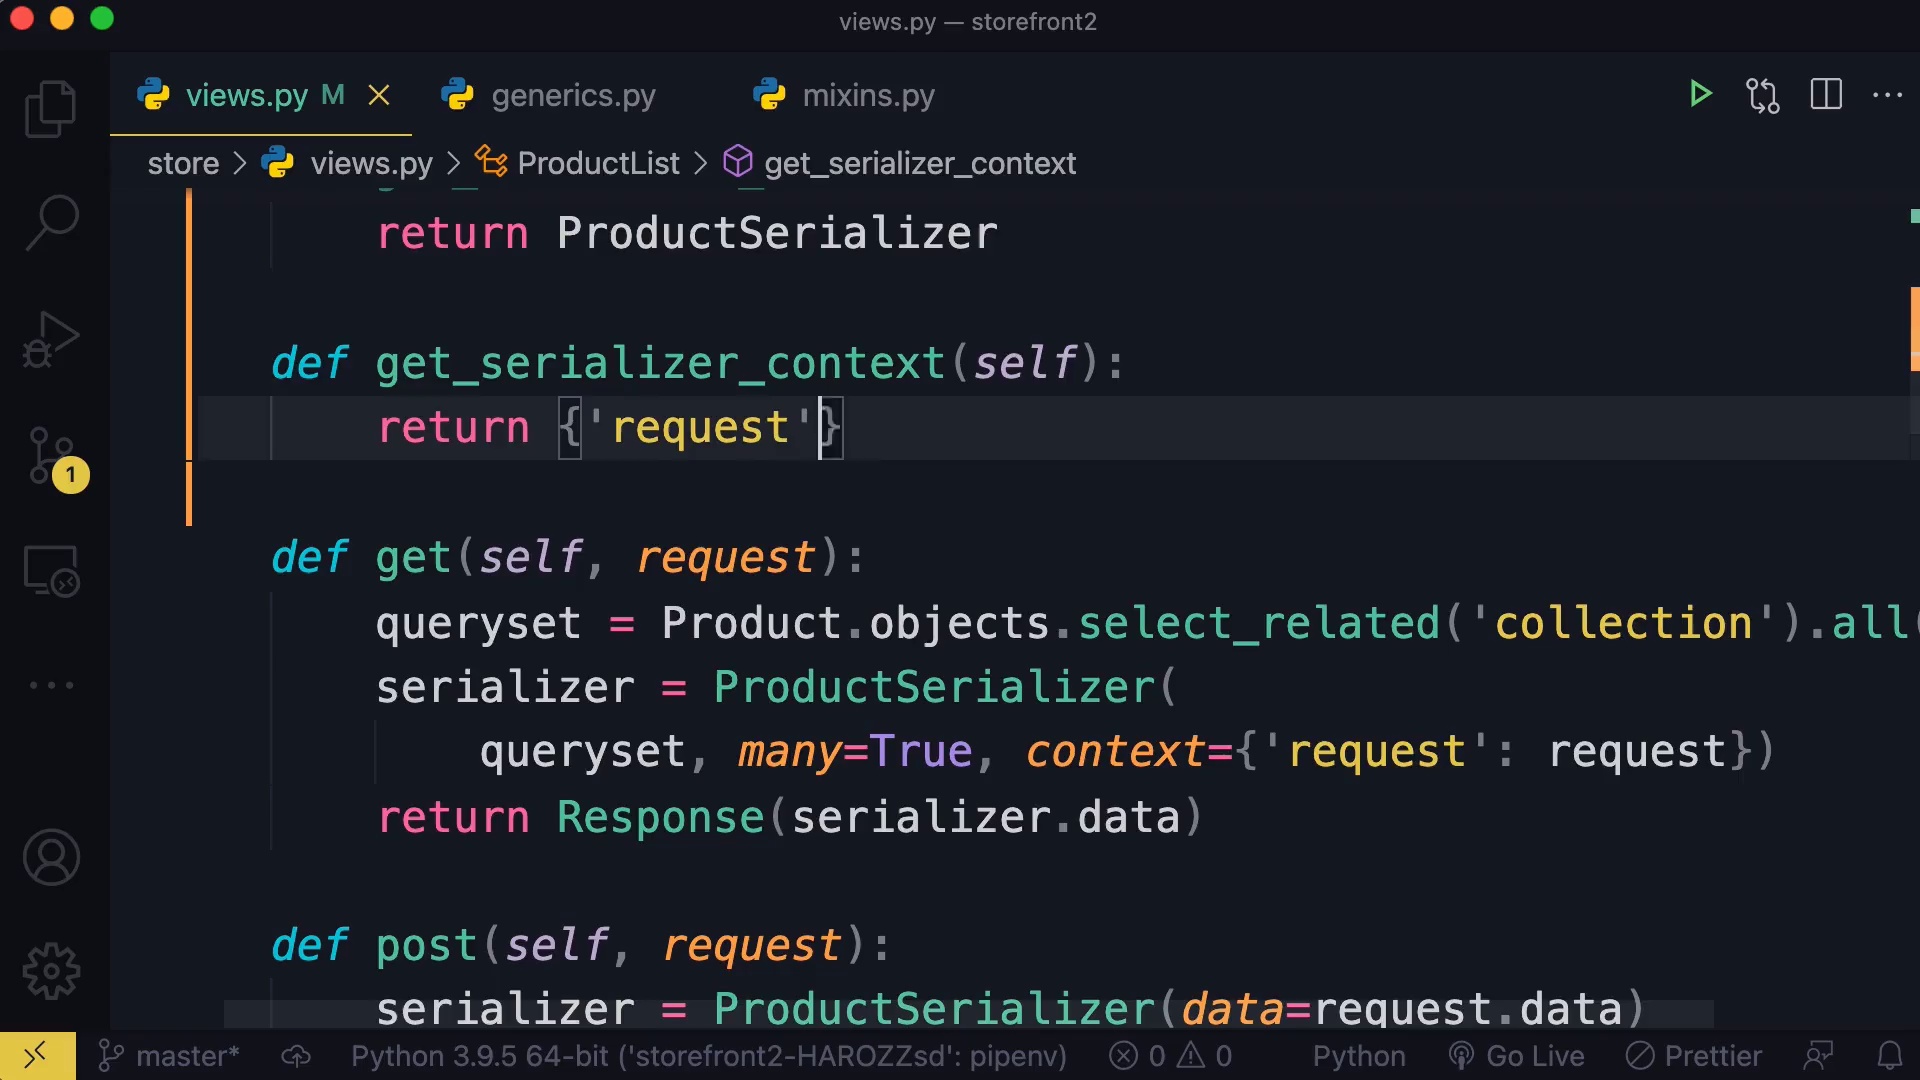 views.py — storefront2
views.py M
generics.py
mixins.py
store > views.py > ProductList > get_serializer_context
return ProductSerializer
def get_serializer_context(self):
return {'request'}
def get(self, request):
queryset = Product.objects.select_related('collection').all(
serializer = ProductSerializer(
queryset, many=True, context={'request': request})
return Response(serializer.data)
def post(self, request):
serializer = ProductSerializer(data=request.data)
1
master* Python 3.9.5 64-bit ('storefront2-HAROZZsd': pipenv) 0 0 Python Go Live Prettier